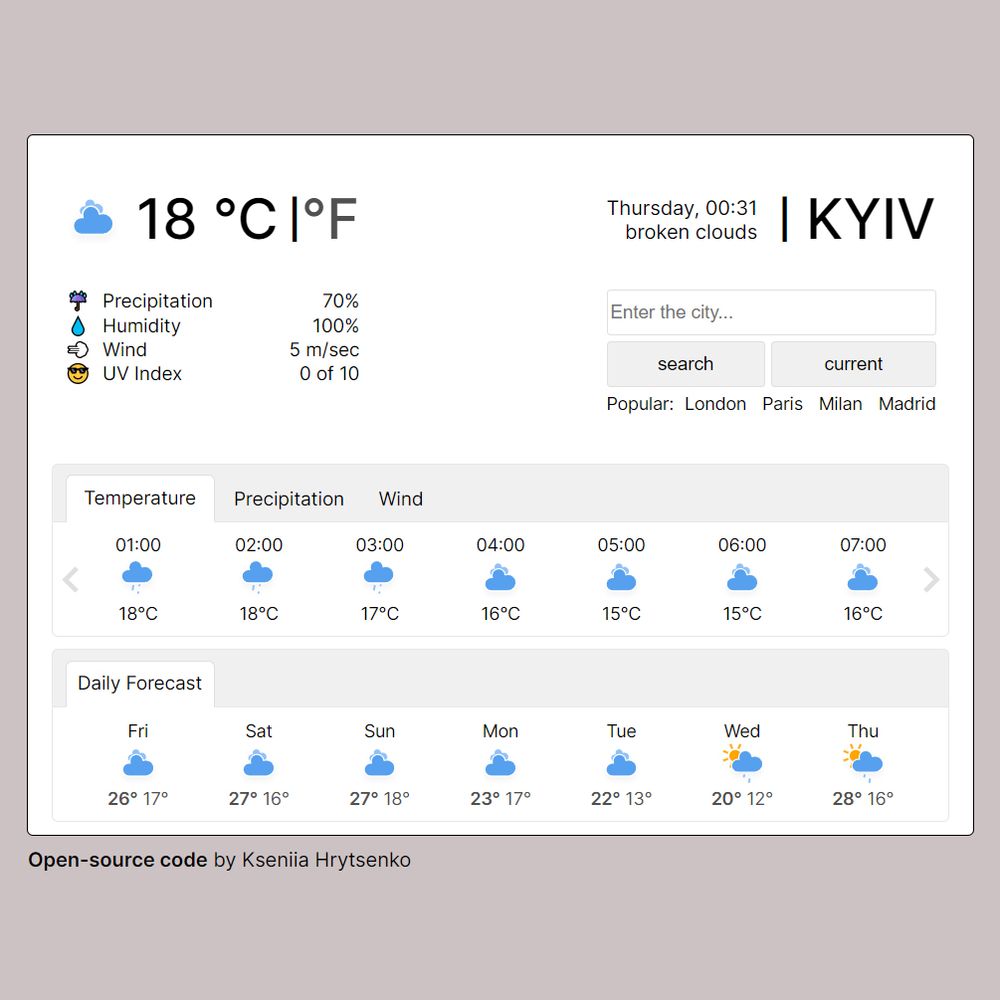 18 °C|°F
Thursday, 00:31
broken clouds
| KYIV
Precipitation 70%
Humidity 100%
Wind 5 m/sec
UV Index 0 of 10
Enter the city...
search current
Popular: London Paris Milan Madrid
Temperature Precipitation Wind
01:00 02:00 03:00 04:00 05:00 06:00 07:00
18°C 18°C 17°C 16°C 15°C 15°C 16°C
Daily Forecast
Fri Sat Sun Mon Tue Wed Thu
26° 17° 27° 16° 27° 18° 23° 17° 22° 13° 20° 12° 28° 16°
Open-source code by Kseniia Hrytsenko